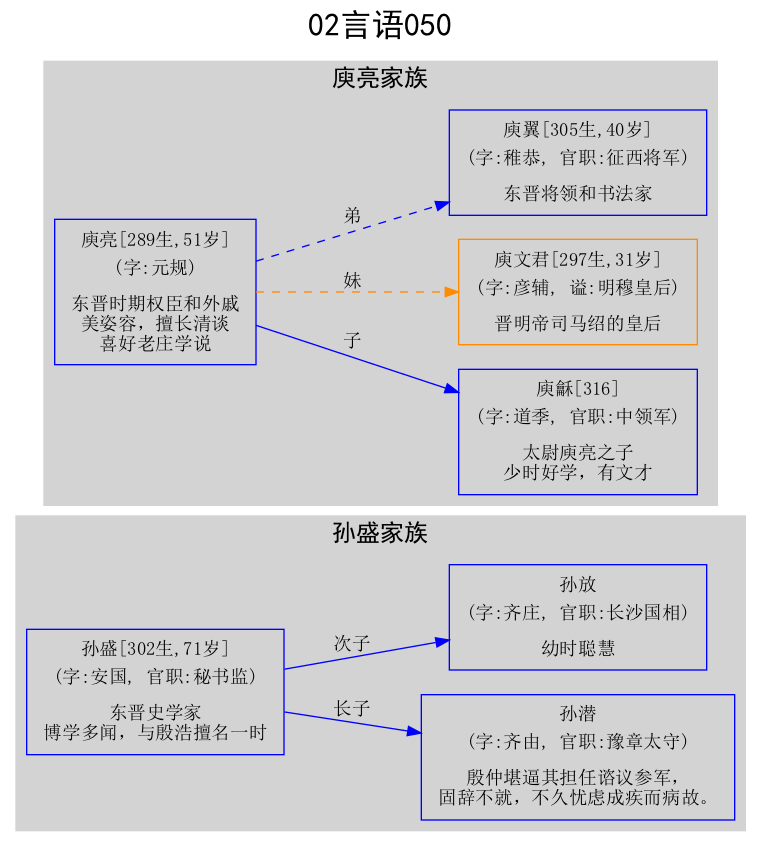 02言语050
庾亮家族
庾翼[305生,40岁]
(字:稚恭, 官职:征西将军)
东晋将领和书法家
弟
庾亮[289生,51岁]
(字:元规)
东晋时期权臣和外戚
美姿容，擅长清谈
喜好老庄学说
妹
庾文君[297生,31岁]
(字:彦辅, 谥:明穆皇后)
晋明帝司马绍的皇后
子
庾龢[316]
(字:道季, 官职:中领军)
太尉庾亮之子
少时好学，有文才
孙盛家族
孙放
(字:齐庄, 官职:长沙国相)
幼时聪慧
次子
孙盛[302生,71岁]
(字:安国, 官职:秘书监)
东晋史学家
博学多闻，与殷浩擅名一时
长子
孙潜
(字:齐由, 官职:豫章太守)
殷仲堪逼其担任谘议参军，
固辞不就，不久忧虑成疾而病故。